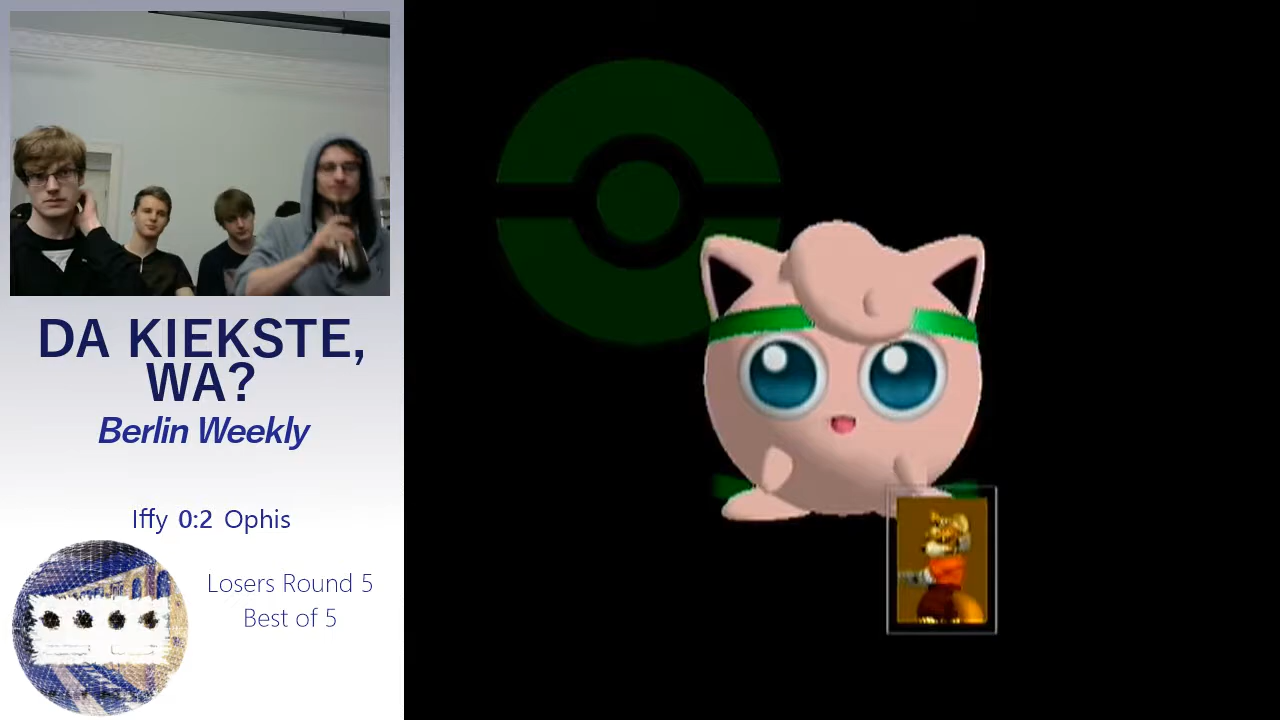 DA KIEKSTE,
WA?
Berlin Weekly
Iffy 0:2 Ophis
Losers Round 5
Best of 5